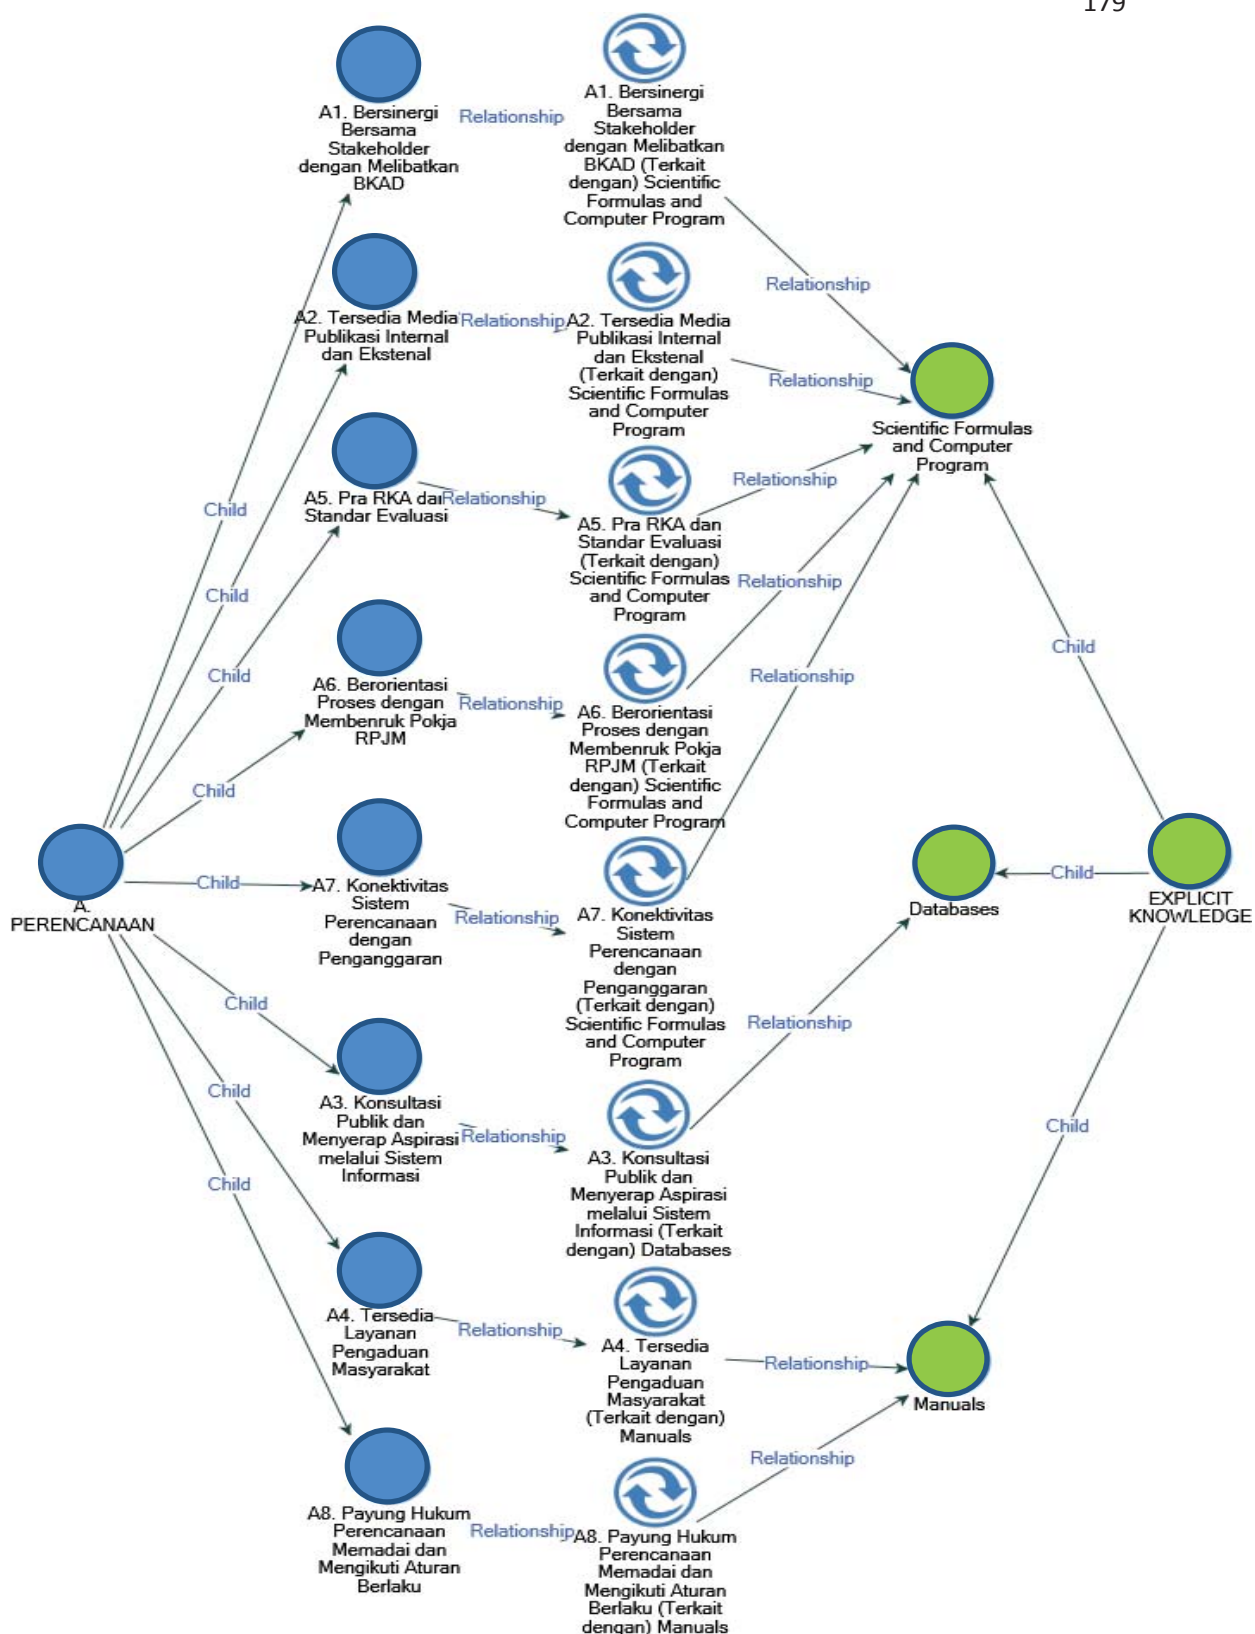 179
A1. Bersinergi
Bersama
Stakeholder
dengan Melibatkan
BKAD
Relationship
A1. Bersinergi
Bersama
Stakeholder
dengan Melibatkan
BKAD (Terkait
dengan) Scientific
Formulas and
Computer Program
Relationship
A2. Tersedia Media
Publikasi Internal
dan Ekstenal
Relationship
A2. Tersedia Media
Publikasi Internal
dan Ekstenal
(Terkait dengan)
Scientific Formulas
and Computer
Program
Relationship
Scientific Formulas
and Computer
Program
Child
A5. Pra RKA dan
Standar Evaluasi
Relationship
A5. Pra RKA dan
Standar Evaluasi
(Terkait dengan)
Scientific Formulas
and Computer
Program
Relationship
Child
Child
A6. Berorientasi
Proses dengan
Membenruk Pokja
RPJM
Relationship
A6. Berorientasi
Proses dengan
Membenruk Pokja
RPJM (Terkait
dengan) Scientific
Formulas and
Computer Program
Relationship
Relationship
Child
Child
A.
PERENCANAAN
Child
A7. Konektivitas
Sistem
Perencanaan
dengan
Penganggaran
Relationship
A7. Konektivitas
Sistem
Perencanaan
dengan
Penganggaran
(Terkait dengan)
Scientific Formulas
and Computer
Program
Databases
Child
EXPLICIT
KNOWLEDGE
Child
A3. Konsultasi
Publik dan
Menyerap Aspirasi
melalui Sistem
Informasi
Relationship
A3. Konsultasi
Publik dan
Menyerap Aspirasi
melalui Sistem
Informasi (Terkait
dengan) Databases
Relationship
Child
Child
Child
A4. Tersedia
Layanan
Pengaduan
Masyarakat
Relationship
A4. Tersedia
Layanan
Pengaduan
Masyarakat
(Terkait dengan)
Manuals
Relationship
Manuals
A8. Payung Hukum
Perencanaan
Memadai dan
Mengikuti Aturan
Berlaku
Relationship
A8. Payung Hukum
Perencanaan
Memadai dan
Mengikuti Aturan
Berlaku (Terkait
dengan) Manuals
Relationship